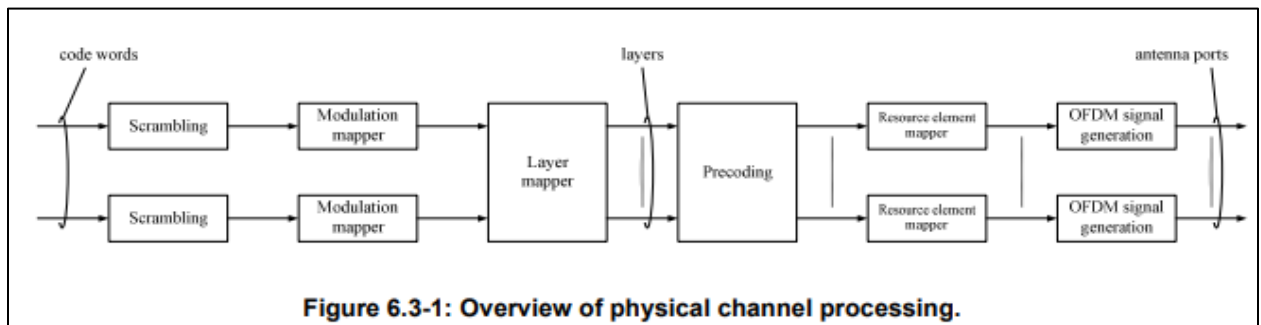 code words
layers
antenna ports
Scrambling
Modulation
mapper
Layer
mapper
Precoding
Resource element
mapper
OFDM signal
generation
Scrambling
Modulation
mapper
Resource element
mapper
OFDM signal
generation
Figure 6.3-1: Overview of physical channel processing.